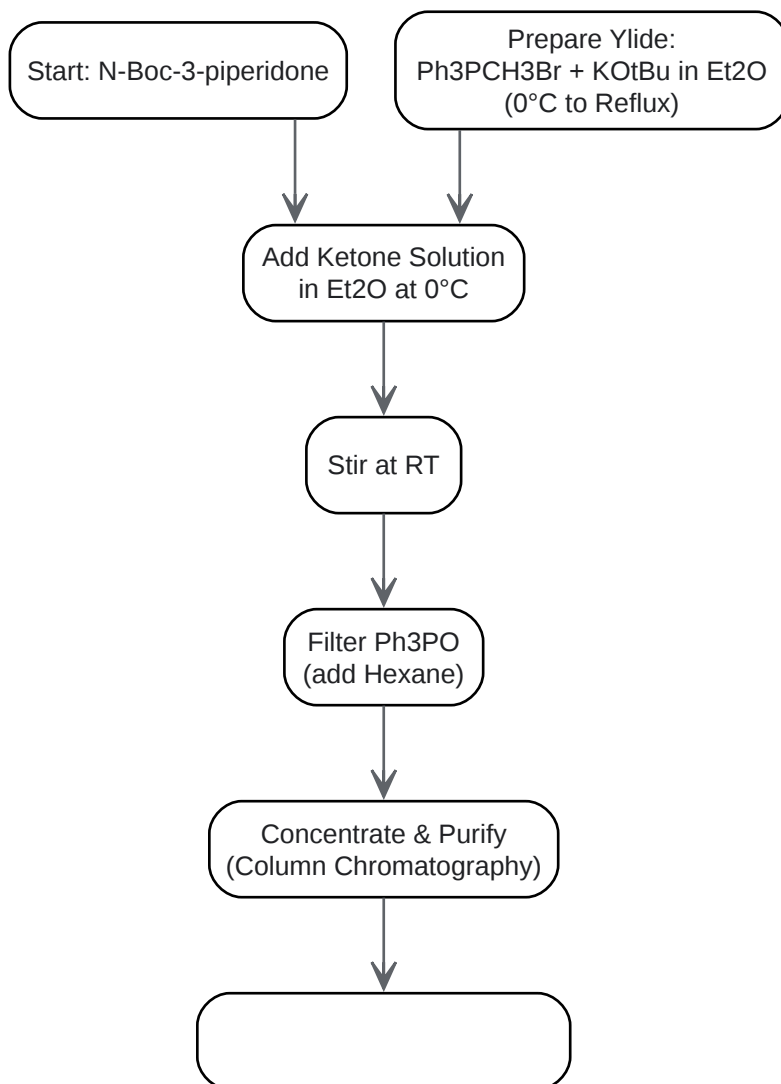 Start: N-Boc-3-piperidone
Prepare Ylide:
Ph3PCH3Br + KOtBu in Et2O
(0°C to Reflux)
Add Ketone Solution
in Et2O at 0°C
Stir at RT
Filter Ph3PO
(add Hexane)
Concentrate & Purify
(Column Chromatography)